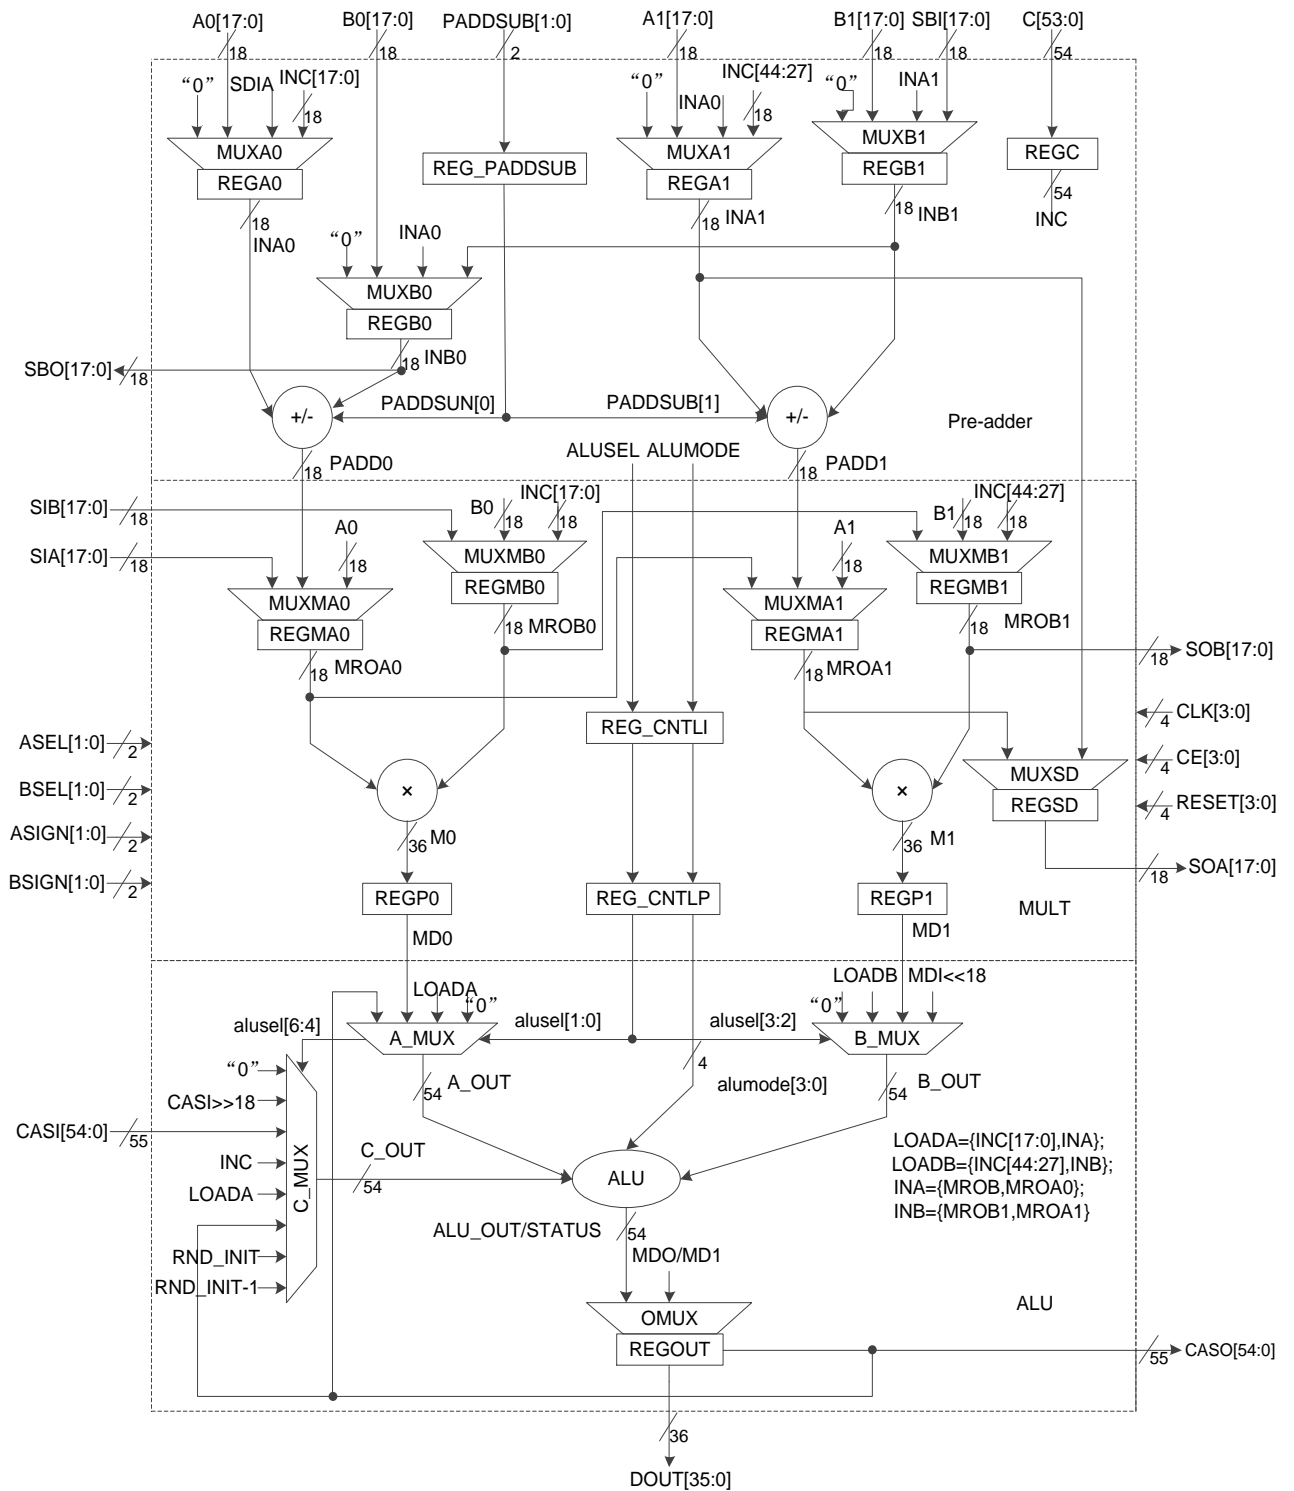 A0[17:0] B0[17:0] PADDSUB[1:0] A1[17:0] B1[17:0] SBI[17:0] C[53:0]
18 18 2 18 18 18 54
“0” SDIA INC[17:0] “0” INA0 INC[44:27] “0” INA1
18 18
MUXA0 MUXA1 MUXB1 REGC
REGA0 REG_PADDSUB REGA1 REGB1
54
18 18 INA1 18 INB1 INC
INA0
“0” INA0
MUXB0
REGB0
18 INB0
SBO[17:0] 18
+/- PADDSUN[0] PADDSUB[1] +/-
Pre-adder
ALUSEL ALUMODE
18 PADD0 18 PADD1
SIB[17:0] 18 B0 18 INC[17:0] 18 B1 18 INC[44:27] 18
SIA[17:0] 18 A0 18 A1 18
MUXMB0 MUXMB1
REGMB0 REGMB1
MUXMA0 MUXMA1
REGMA0 18 MROB0 REGMA1 18 MROB1
18 MROA0 18 MROA1 18 SOB[17:0]
4 CLK[3:0]
REG_CNTLI
ASEL[1:0] 2
4 CE[3:0]
MUXSD
BSEL[1:0] 2 × ×
REGSD 4 RESET[3:0]
ASIGN[1:0] 2 36 M0 36 M1
18 SOA[17:0]
BSIGN[1:0] 2
REGP0 REG_CNTLP REGP1
MULT
MD0 MD1
LOADA “0” “0” LOADB MDI<<18
alusel[6:4] A_MUX alusel[1:0] alusel[3:2] B_MUX
“0” 4
54 A_OUT alumode[3:0] 54 B_OUT
CASI>>18
CASI[54:0] 55
C_MUX
INC C_OUT
54
LOADA
ALU
LOADA={INC[17:0],INA};
LOADB={INC[44:27],INB};
INA={MROB,MROA0};
INB={MROB1,MROA1}
ALU_OUT/STATUS 54
RND_INIT MDO/MD1
RND_INIT-1
OMUX ALU
REGOUT 55 CASO[54:0]
36
DOUT[35:0]